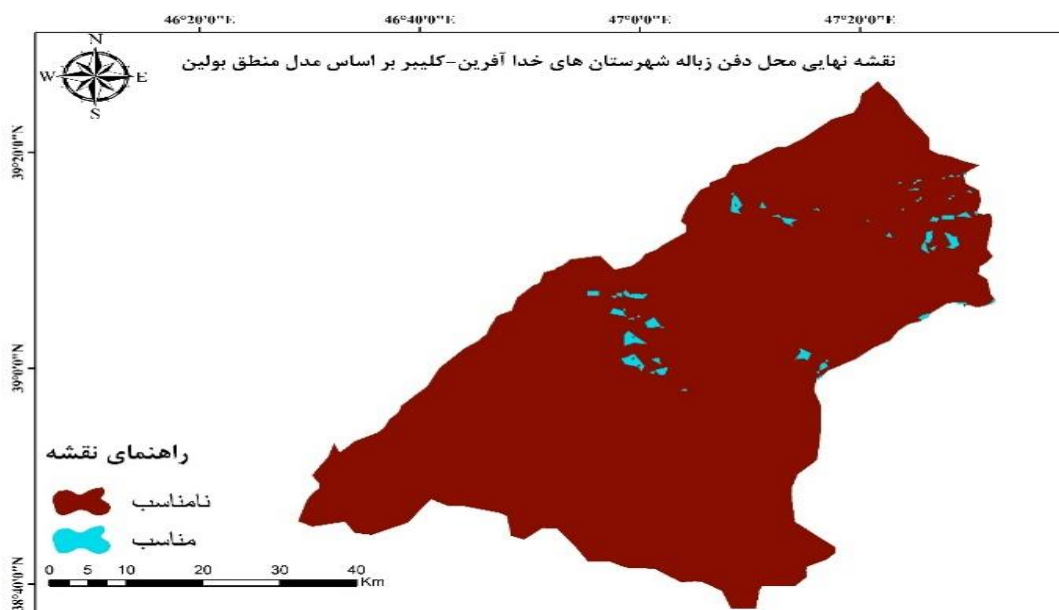 46°20'0"E 46°40'0"E 47°0'0"E 47°20'0"E
نقشه نهایی محل دفن زباله شهرستان های خدا آفرین-کلیبر بر اساس مدل منطق بولین
N
W E
S
39°20'0"N
39°0'0"N
38°40'0"N
راهنمای نقشه
نامناسب
مناسب
0 5 10 20 30 40
Km